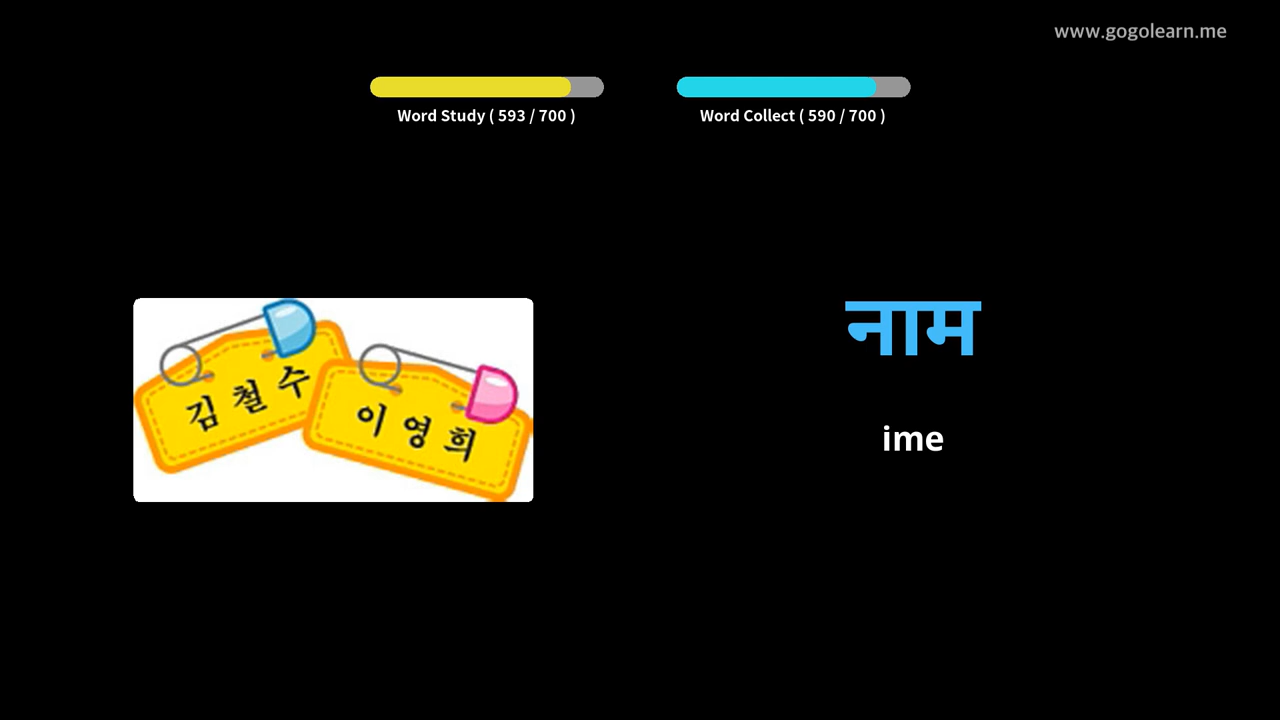 www.gogolearn.me
Word Study ( 593 / 700 )
Word Collect ( 590 / 700 )
김철수
이영희
नाम
ime